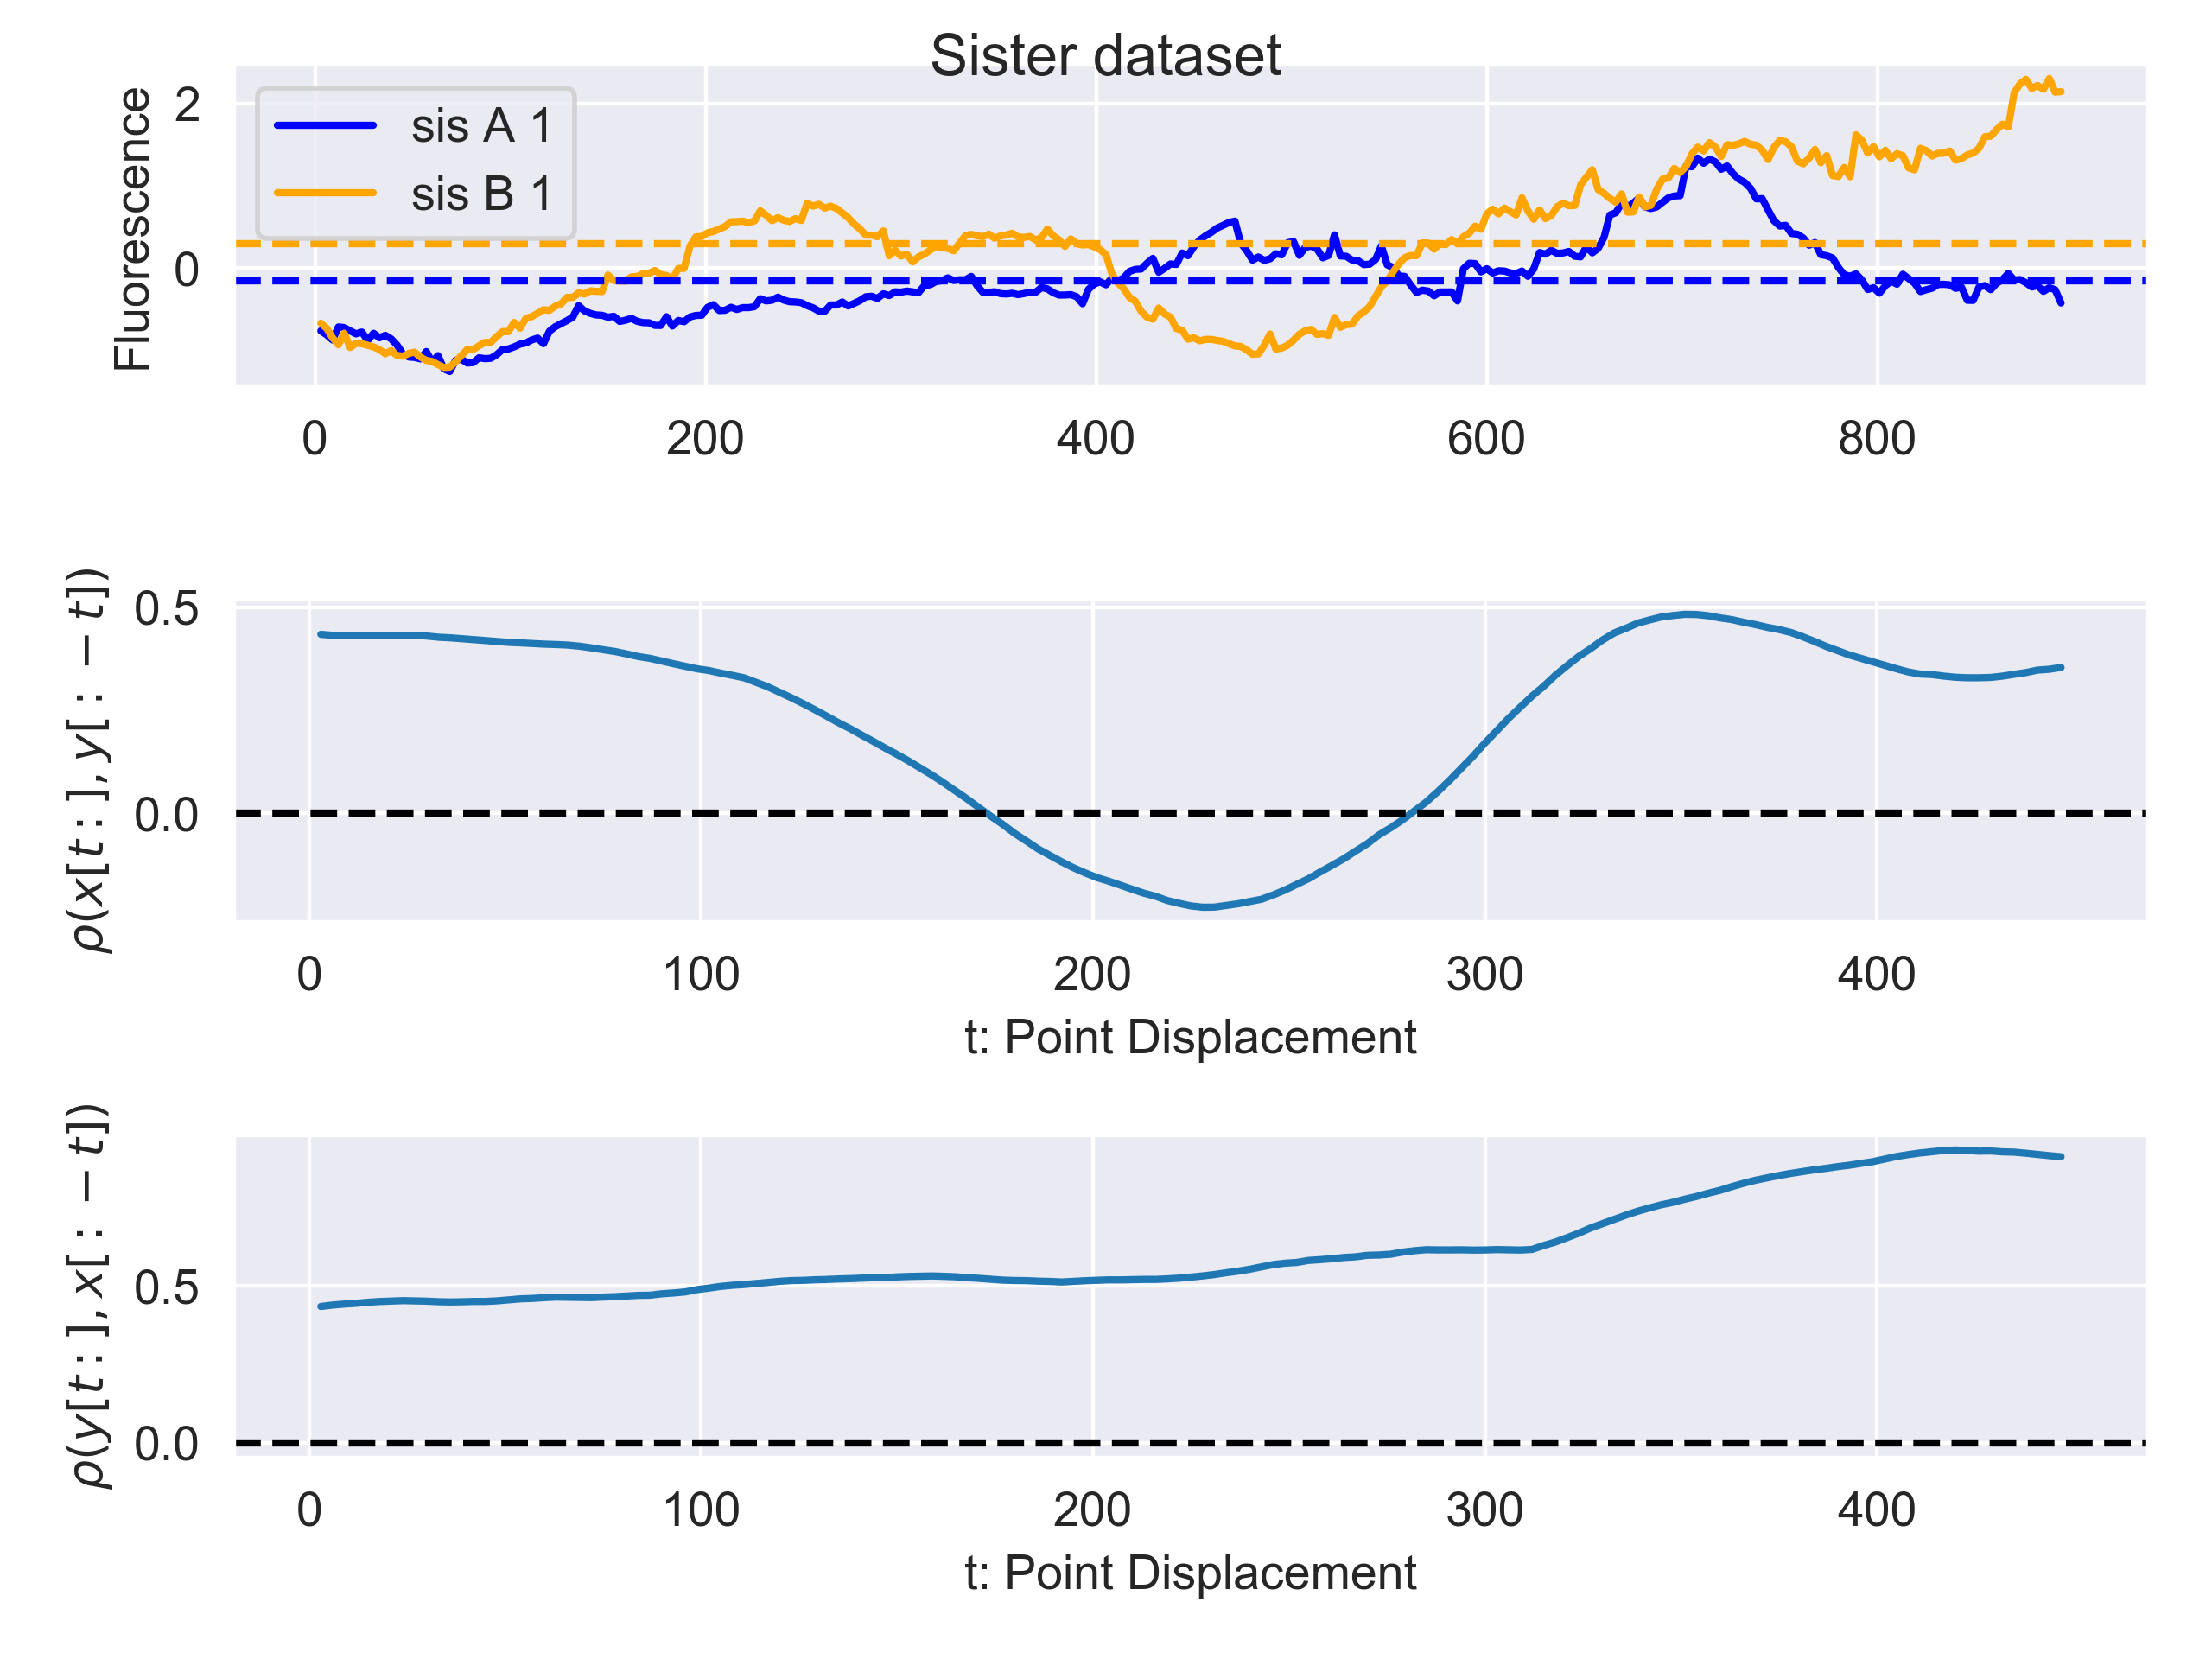 Sister dataset
Fluorescence
2
0
sis A 1
sis B 1
0 200 400 600 800
ρ(x[t:], y[: −t])
0.5
0.0
0 100 200 300 400
t: Point Displacement
ρ(y[t:], x[: −t])
0.5
0.0
0 100 200 300 400
t: Point Displacement